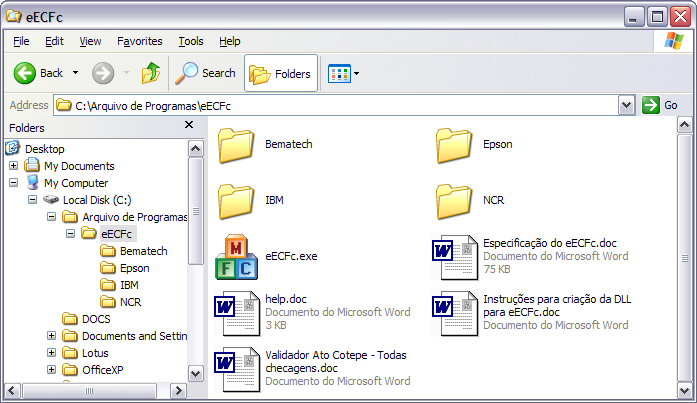 eECFc
File Edit View Favorites Tools Help
Back Search Folders
Address C:\Arquivo de Programas\eECFc Go
Folders
Desktop
My Documents
My Computer
Local Disk (C:)
Arquivo de Programas
eECFc
Bematech
Epson
IBM
NCR
DOCS
Documents and Settin
Lotus
OfficeXP
Bematech
Epson
IBM
NCR
M
F C
eECFc.exe
Especificação do eECFc.doc
Documento do Microsoft Word
75 KB
help.doc
Documento do Microsoft Word
3 KB
Instruções para criação da DLL
para eECFc.doc
Documento do Microsoft Word
Validador Ato Cotepe - Todas
checagens.doc
Documento do Microsoft Word